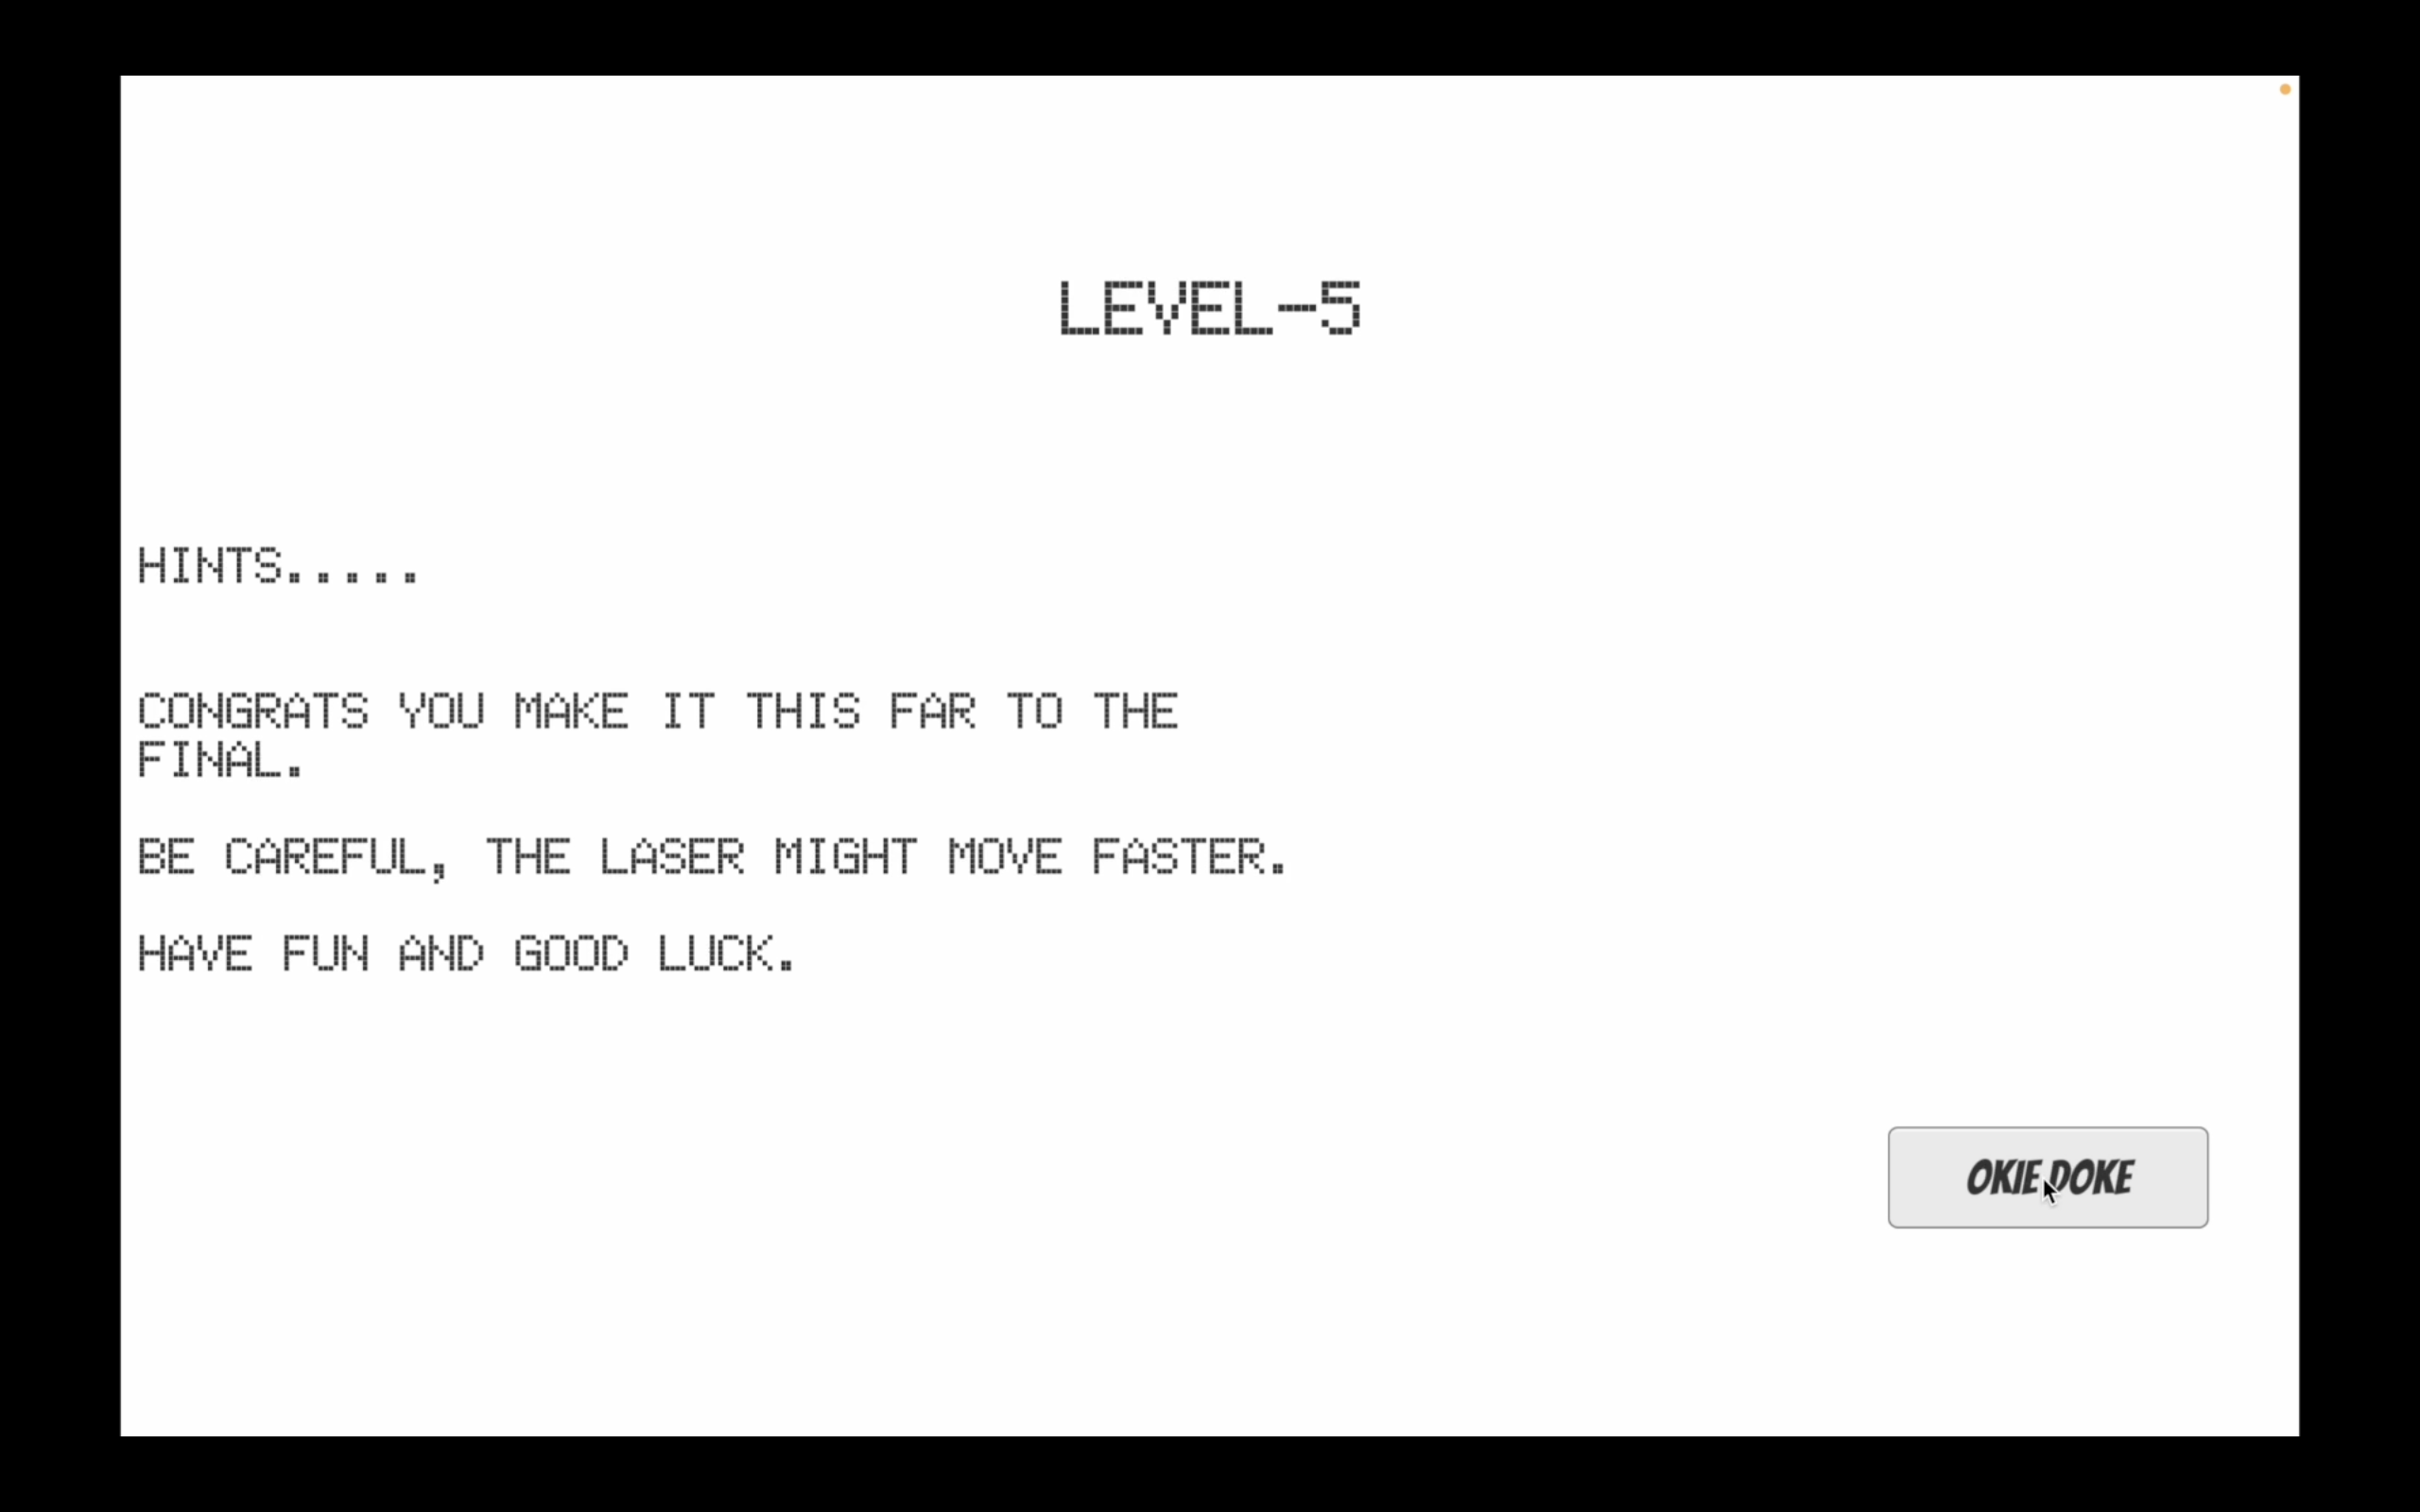 LEVEL-5
HINTS.....
CONGRATS YOU MAKE IT THIS FAR TO THE
FINAL.
BE CAREFUL, THE LASER MIGHT MOVE FASTER.
HAVE FUN AND GOOD LUCK.
OKIE DOKE